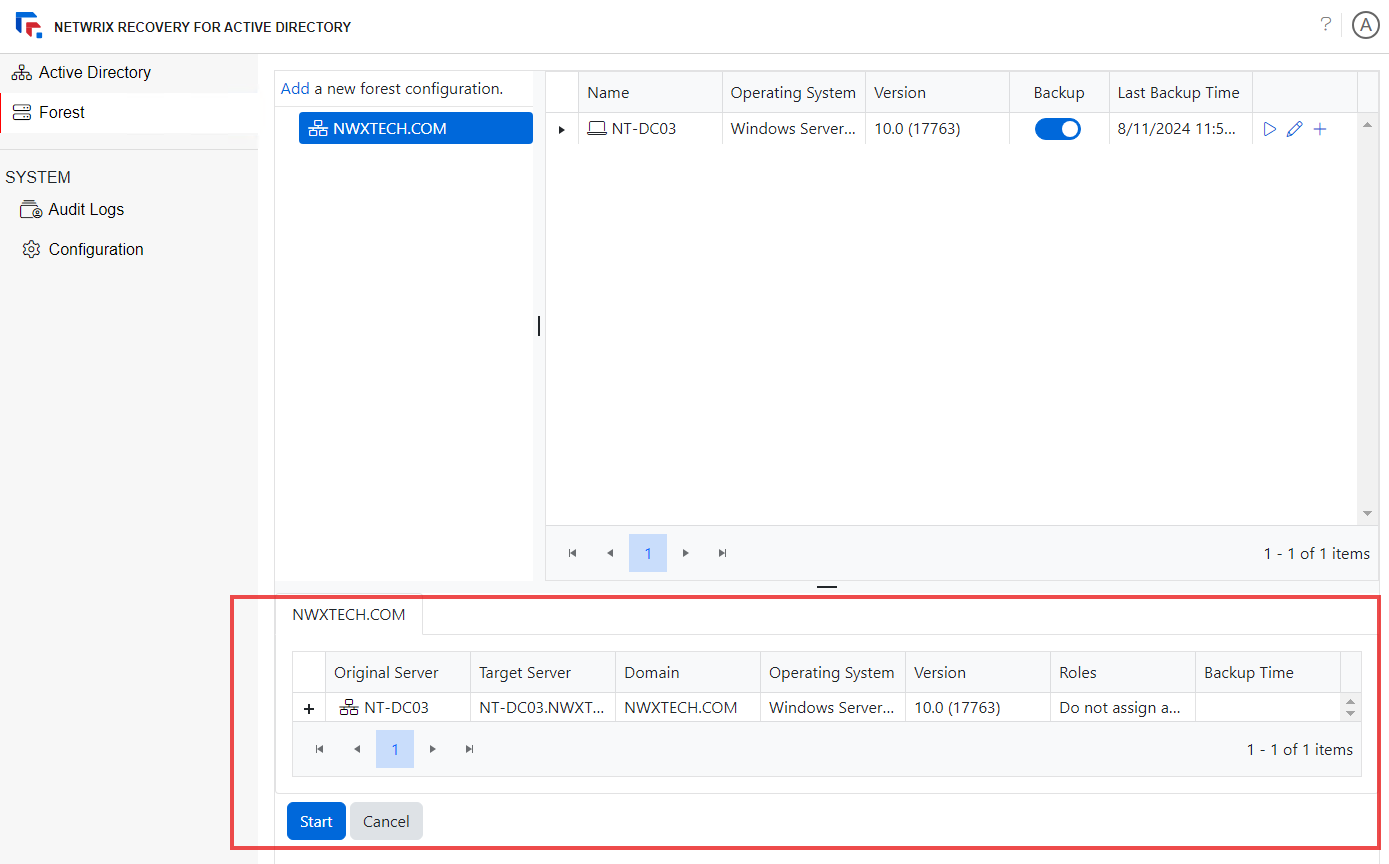 NETWRIX RECOVERY FOR ACTIVE DIRECTORY
? A
Active Directory
Forest
SYSTEM
Audit Logs
Configuration
Add a new forest configuration.
NWXTECH.COM
Name Operating System Version Backup Last Backup Time
NT-DC03 Windows Server... 10.0 (17763) 8/11/2024 11:5...
1 1 - 1 of 1 items
NWXTECH.COM
Original Server Target Server Domain Operating System Version Roles Backup Time
NT-DC03 NT-DC03.NWXT... NWXTECH.COM Windows Server... 10.0 (17763) Do not assign a...
1 1 - 1 of 1 items
Start Cancel